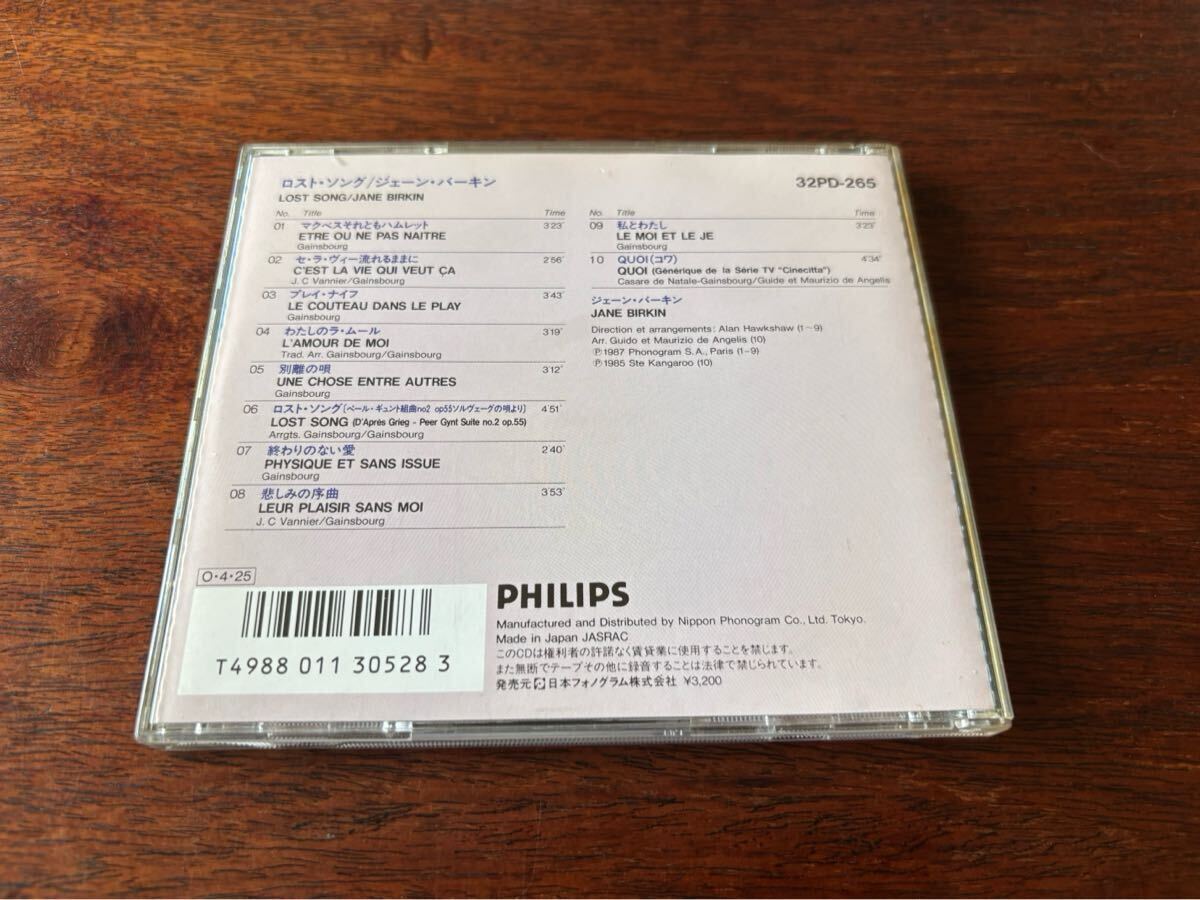 ロスト・ソング/ジェーン・バーキン
32PD-265
LOST SONG/JANE BIRKIN
No. Title Time
01 マクベスそれともハムレット 3'23"
ETRE OU NE PAS NAITRE
Gainsbourg
02 セ・ラ・ヴィー流れるままに 2'56"
C'EST LA VIE QUI VEUT ÇA
J. C Vannier/Gainsbourg
03 プレイ・ナイフ 3'43"
LE COUTEAU DANS LE PLAY
Gainsbourg
04 わたしのラ・ムール 3'19"
L'AMOUR DE MOI
Trad. Arr. Gainsbourg/Gainsbourg
05 別離の唄 3'12"
UNE CHOSE ENTRE AUTRES
Gainsbourg
06 ロスト・ソング[ペール・ギュント組曲no2 op55ソルヴェーグの唄より] 4'51"
LOST SONG (D'Après Grieg - Peer Gynt Suite no.2 op.55)
Arrgts. Gainsbourg/Gainsbourg
07 終わりのない愛 2'40"
PHYSIQUE ET SANS ISSUE
Gainsbourg
08 悲しみの序曲 3'53"
LEUR PLAISIR SANS MOI
J. C Vannier/Gainsbourg
No. Title Time
09 私とわたし 3'23"
LE MOI ET LE JE
Gainsbourg
10 QUOI(コワ) 4'34"
QUOI (Générique de la Série TV "Cinecitta")
Casare de Natale-Gainsbourg/Guide et Maurizio de Angelis
ジェーン・バーキン
JANE BIRKIN
Direction et arrangements: Alan Hawkshaw (1~9)
Arr. Guido et Maurizio de Angelis (10)
Ⓟ1987 Phonogram S.A., Paris (1-9)
Ⓟ1985 Ste Kangaroo (10)
O・4・25
T4988 011 30528 3
PHILIPS
Manufactured and Distributed by Nippon Phonogram Co., Ltd. Tokyo.
Made in Japan JASRAC
このCDは権利者の許諾なく賃貸業に使用することを禁じます。
また無断でテープその他に録音することは法律で禁じられています。
発売元 日本フォノグラム株式会社 ¥3,200